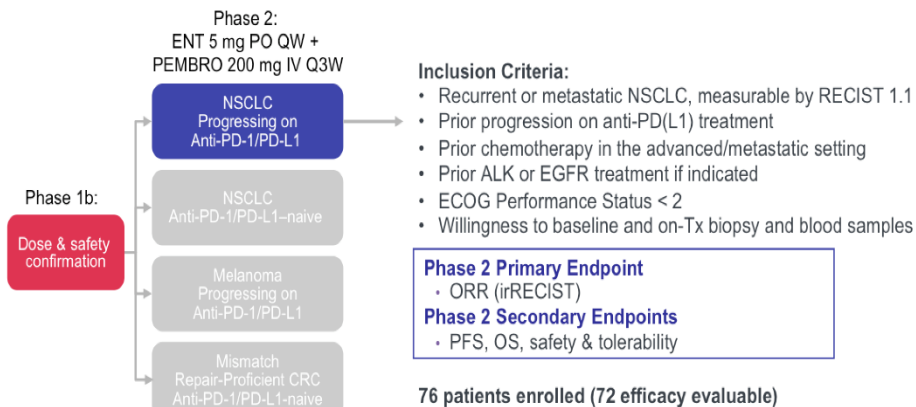 Phase 2:
ENT 5 mg PO QW +
PEMBRO 200 mg IV Q3W
NSCLC
Progressing on
Anti-PD-1/PD-L1
Phase 1b:
Dose & safety
confirmation
NSCLC
Anti-PD-1/PD-L1–naive
Melanoma
Progressing on
Anti-PD-1/PD-L1
Mismatch
Repair-Proficient CRC
Anti-PD-1/PD-L1-naive
Inclusion Criteria:
• Recurrent or metastatic NSCLC, measurable by RECIST 1.1
• Prior progression on anti-PD(L1) treatment
• Prior chemotherapy in the advanced/metastatic setting
• Prior ALK or EGFR treatment if indicated
• ECOG Performance Status < 2
• Willingness to baseline and on-Tx biopsy and blood samples
Phase 2 Primary Endpoint
• ORR (irRECIST)
Phase 2 Secondary Endpoints
• PFS, OS, safety & tolerability
76 patients enrolled (72 efficacy evaluable)